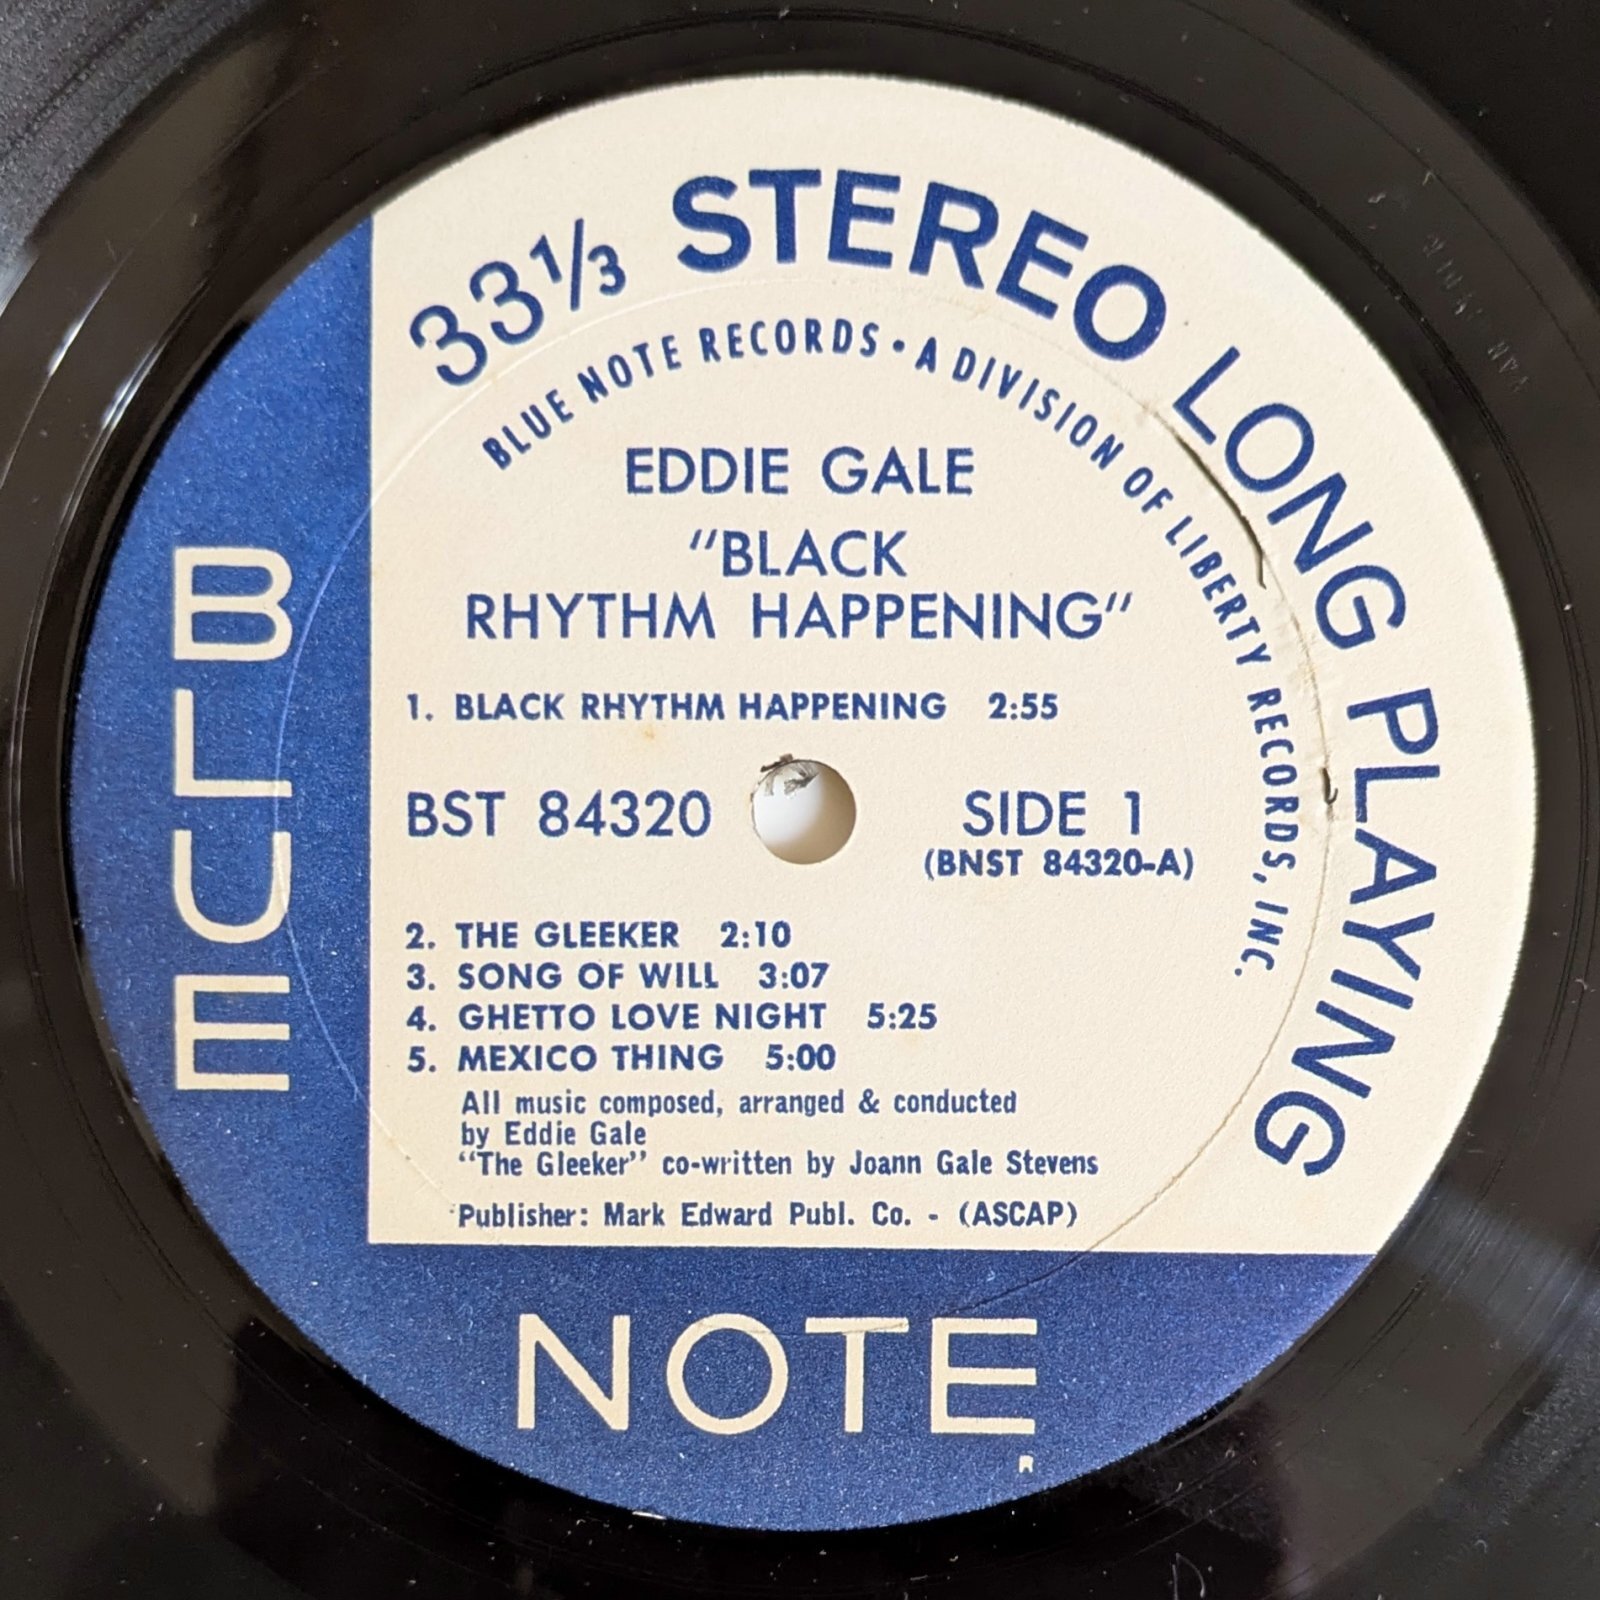 33⅓ STEREO LONG PLAYING
BLUE NOTE RECORDS • A DIVISION OF LIBERTY RECORDS, INC.
EDDIE GALE
"BLACK
RHYTHM HAPPENING"
1. BLACK RHYTHM HAPPENING 2:55
BST 84320
SIDE 1
(BNST 84320-A)
2. THE GLEEKER 2:10
3. SONG OF WILL 3:07
4. GHETTO LOVE NIGHT 5:25
5. MEXICO THING 5:00
All music composed, arranged & conducted
by Eddie Gale
"The Gleeker" co-written by Joann Gale Stevens
Publisher: Mark Edward Publ. Co. - (ASCAP)
BLUE
NOTE
R